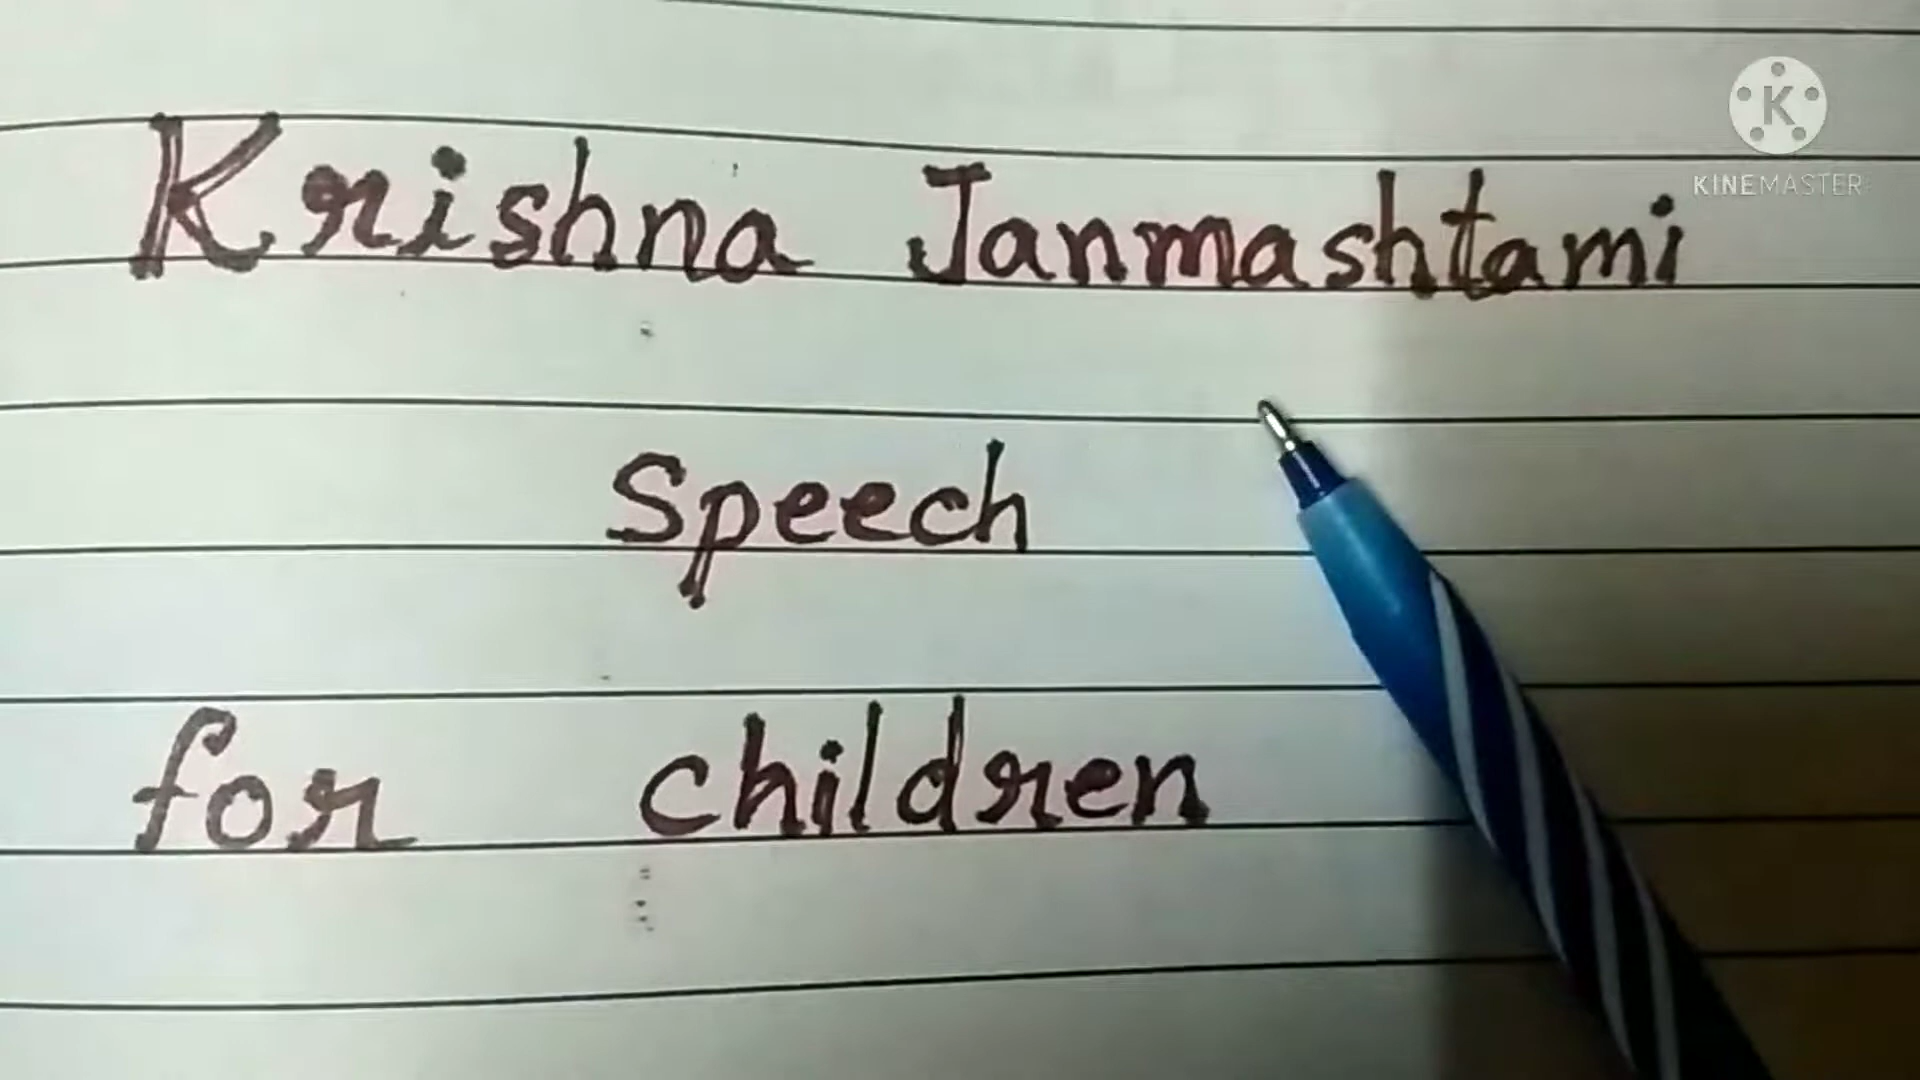 Krishna Janmashtami
K
KINEMASTER
Speech
for children